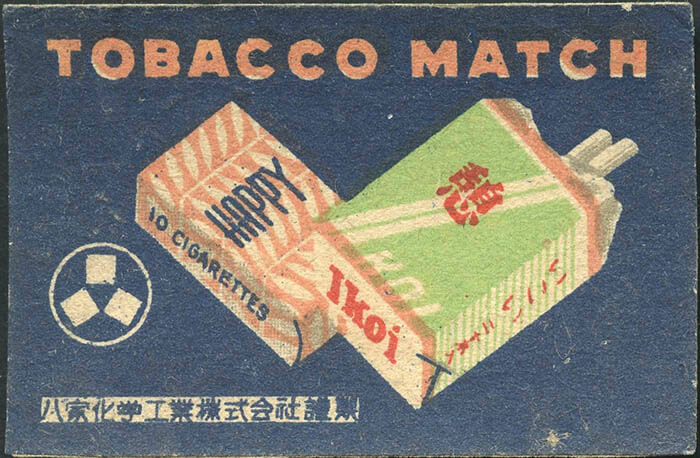 TOBACCO MATCH
HAPPY
10 CIGARETTES
憩
Ikoi
八家化学工業株式会社謹製